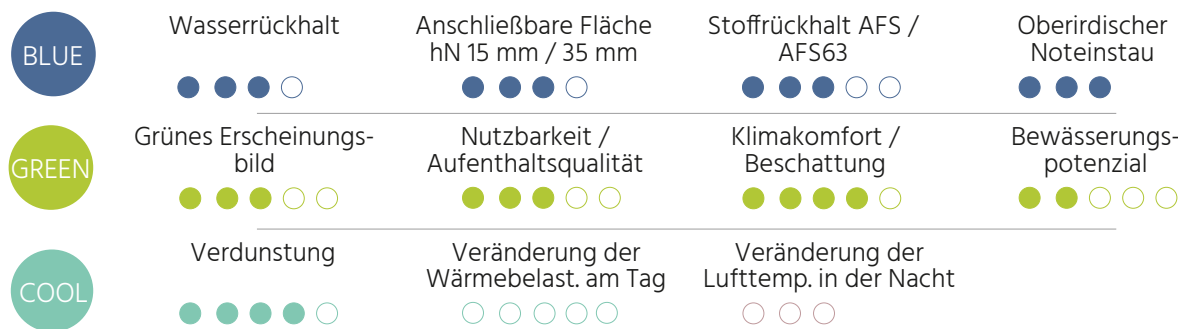 BLUE
Wasserrückhalt
Anschließbare Fläche
hN 15 mm / 35 mm
Stoffrückhalt AFS /
AFS63
Oberirdischer
Noteinstau
GREEN
Grünes Erscheinungs-
bild
Nutzbarkeit /
Aufenthaltsqualität
Klimakomfort /
Beschattung
Bewässerungs-
potenzial
COOL
Verdunstung
Veränderung der
Wärmebelast. am Tag
Veränderung der
Lufttemp. in der Nacht